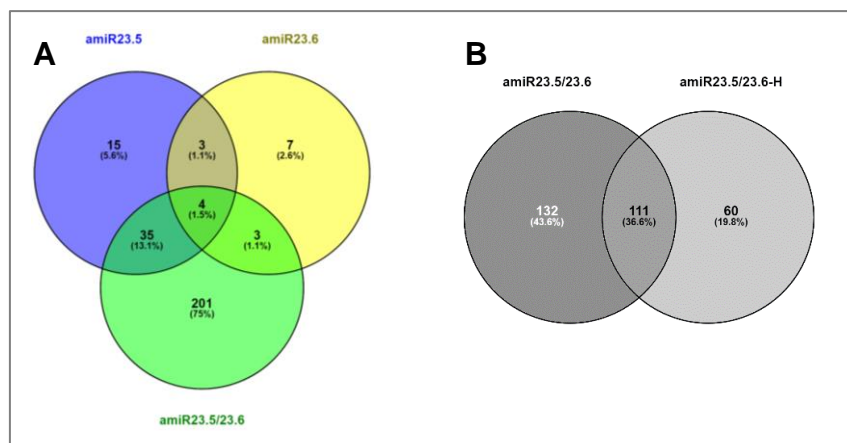 A
amiR23.5
amiR23.6
15
(5.6%)
3
(1.1%)
7
(2.6%)
4
(1.5%)
35
(13.1%)
3
(1.1%)
201
(75%)
amiR23.5/23.6
B
amiR23.5/23.6
amiR23.5/23.6-H
132
(43.6%)
111
(36.6%)
60
(19.8%)